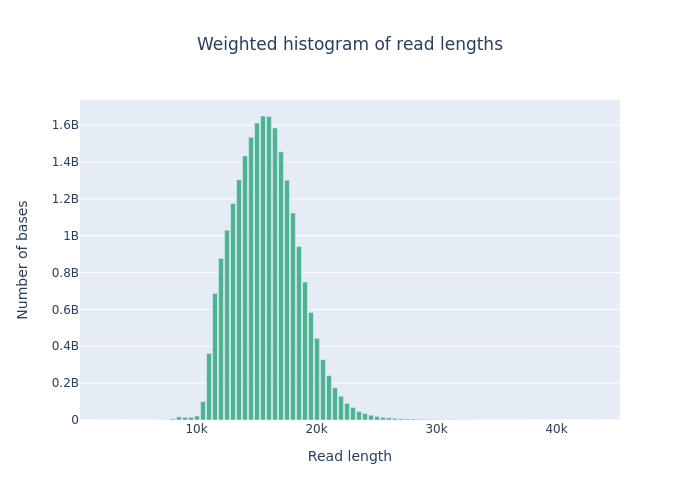 Weighted histogram of read lengths
Number of bases
1.6B
1.4B
1.2B
1B
0.8B
0.6B
0.4B
0.2B
0
10k 20k 30k 40k
Read length